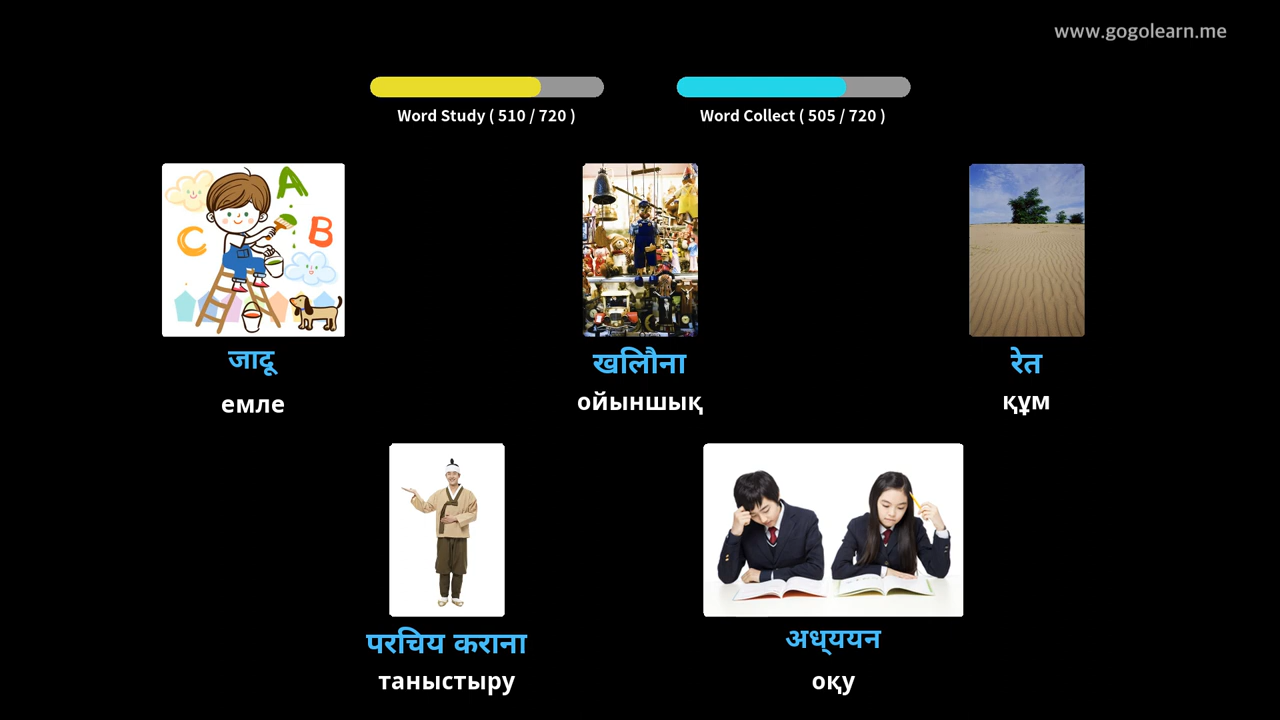 www.gogolearn.me
Word Study ( 510 / 720 )
Word Collect ( 505 / 720 )
A
B
C
जादू
खिलौना
रेत
емле
ойыншық
құм
परिचय कराना
अध्ययन
таныстыру
оқу